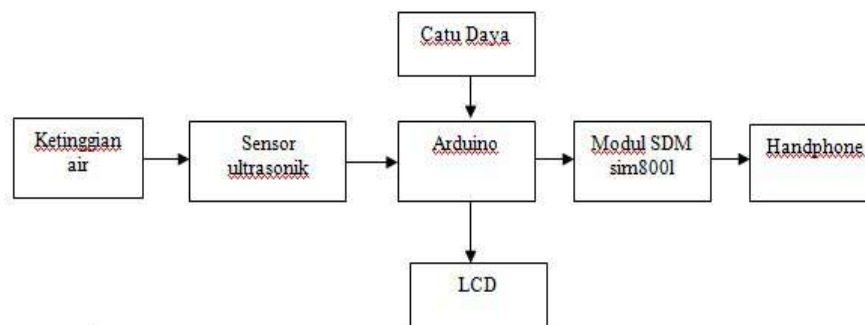 Catu Daya
Ketinggian
air
Sensor
ultrasonik
Arduino
Modul SDM
sim800l
Handphone
LCD